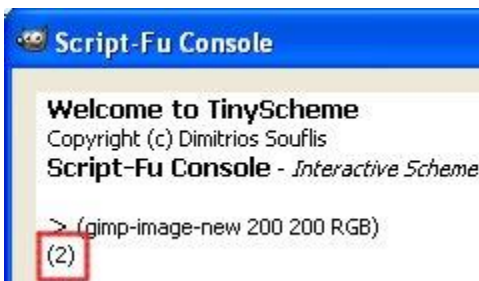 Script-Fu Console
Welcome to TinyScheme
Copyright (c) Dimitrios Souflis
Script-Fu Console - Interactive Scheme
> (gimp-image-new 200 200 RGB)
(2)